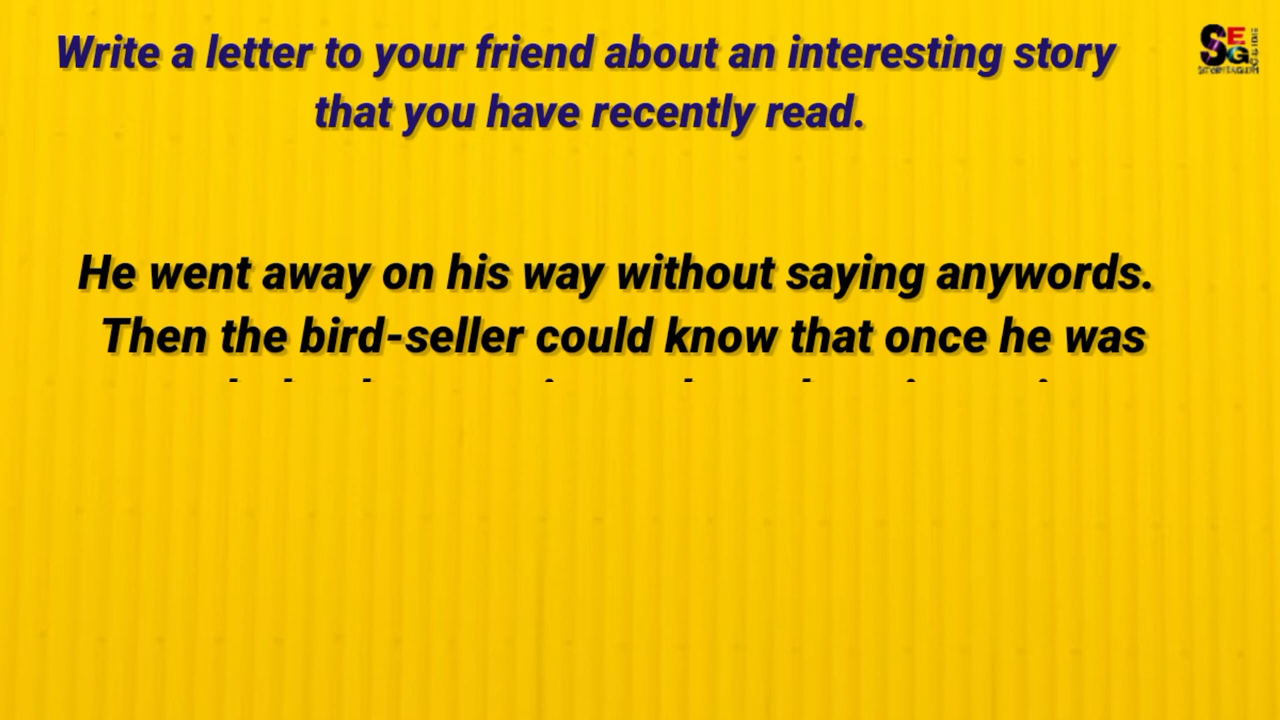 Write a letter to your friend about an interesting story
that you have recently read.
He went away on his way without saying anywords.
Then the bird-seller could know that once he was